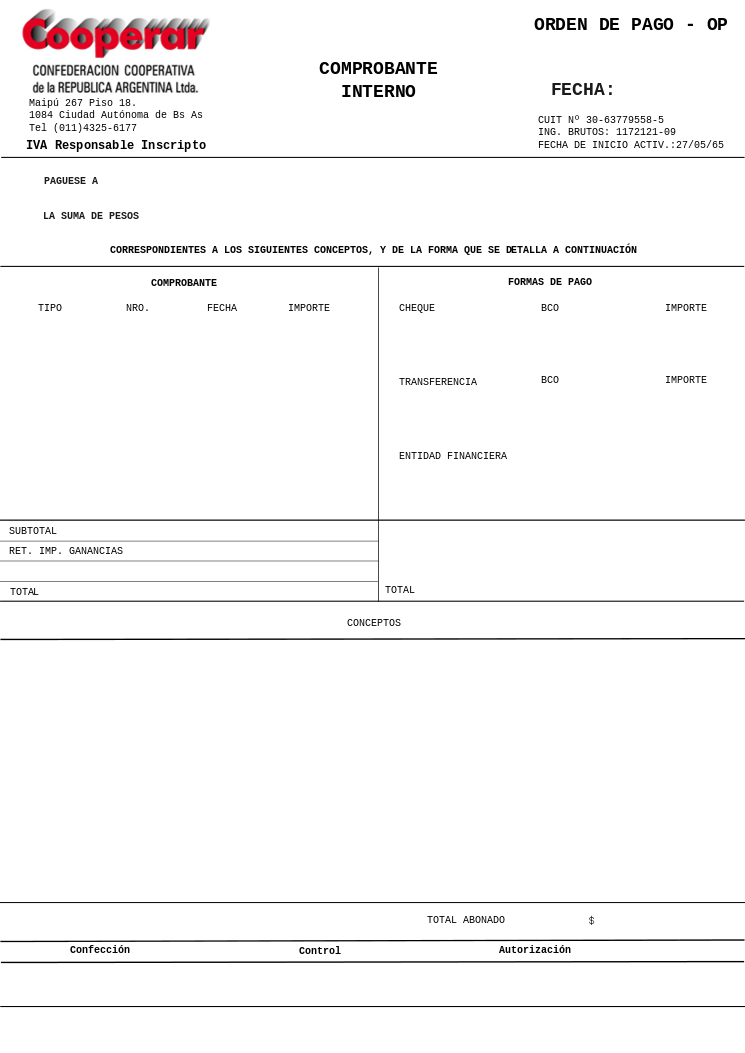 Cooperar
CONFEDERACION COOPERATIVA
de la REPUBLICA ARGENTINA Ltda.
Maipú 267 Piso 18.
1084 Ciudad Autónoma de Bs As
Tel (011)4325-6177
IVA Responsable Inscripto
COMPROBANTE
INTERNO
ORDEN DE PAGO - OP
FECHA:
CUIT Nº 30-63779558-5
ING. BRUTOS: 1172121-09
FECHA DE INICIO ACTIV.:27/05/65
PAGUESE A
LA SUMA DE PESOS
CORRESPONDIENTES A LOS SIGUIENTES CONCEPTOS, Y DE LA FORMA QUE SE DETALLA A CONTINUACIÓN
COMPROBANTE
TIPO NRO. FECHA IMPORTE
FORMAS DE PAGO
CHEQUE BCO IMPORTE
TRANSFERENCIA BCO IMPORTE
ENTIDAD FINANCIERA
SUBTOTAL
RET. IMP. GANANCIAS
TOTAL
TOTAL
CONCEPTOS
TOTAL ABONADO $
Confección Control Autorización